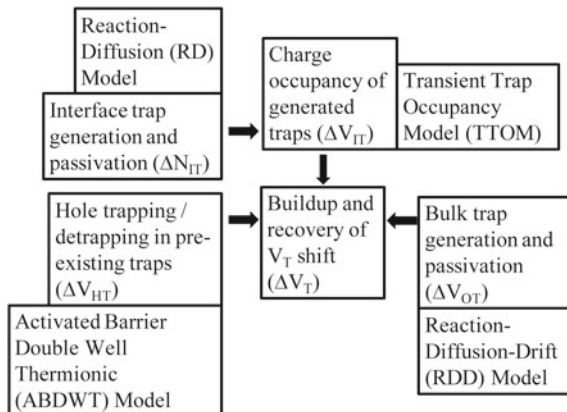 Reaction-
Diffusion (RD)
Model
Interface trap
generation and
passivation (ΔN_IT)
Charge
occupancy of
generated
traps (ΔV_IT)
Transient Trap
Occupancy
Model (TTOM)
Hole trapping /
detrapping in pre-
existing traps
(ΔV_HT)
Activated Barrier
Double Well
Thermionic
(ABDWT) Model
Buildup and
recovery of
V_T shift
(ΔV_T)
Bulk trap
generation and
passivation
(ΔV_OT)
Reaction-
Diffusion-Drift
(RDD) Model